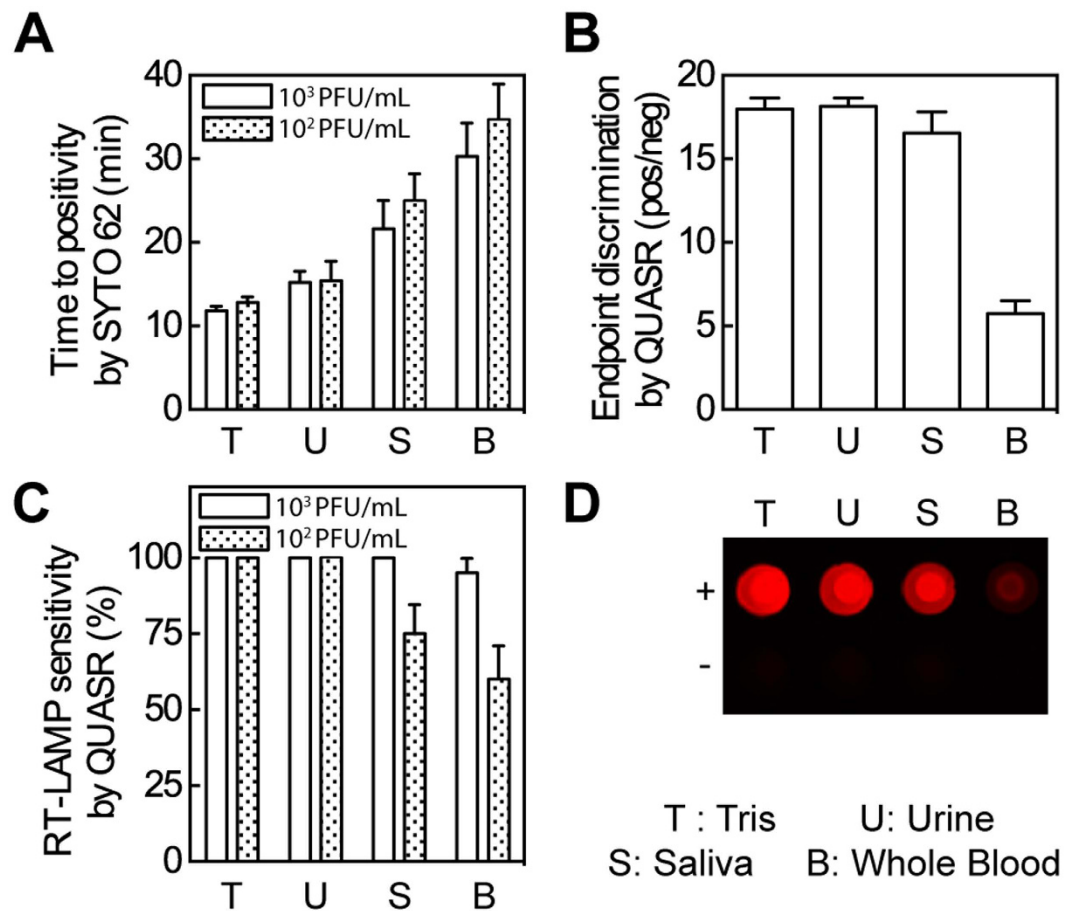 A
Time to positivity
by SYTO 62 (min)
40
30
20
10
0
10³ PFU/mL
10² PFU/mL
T U S B
B
Endpoint discrimination
by QUASR (pos/neg)
20
15
10
5
0
T U S B
C
RT-LAMP sensitivity
by QUASR (%)
100
75
50
25
0
10³ PFU/mL
10² PFU/mL
T U S B
D
T U S B
+
-
T : Tris U: Urine
S: Saliva B: Whole Blood